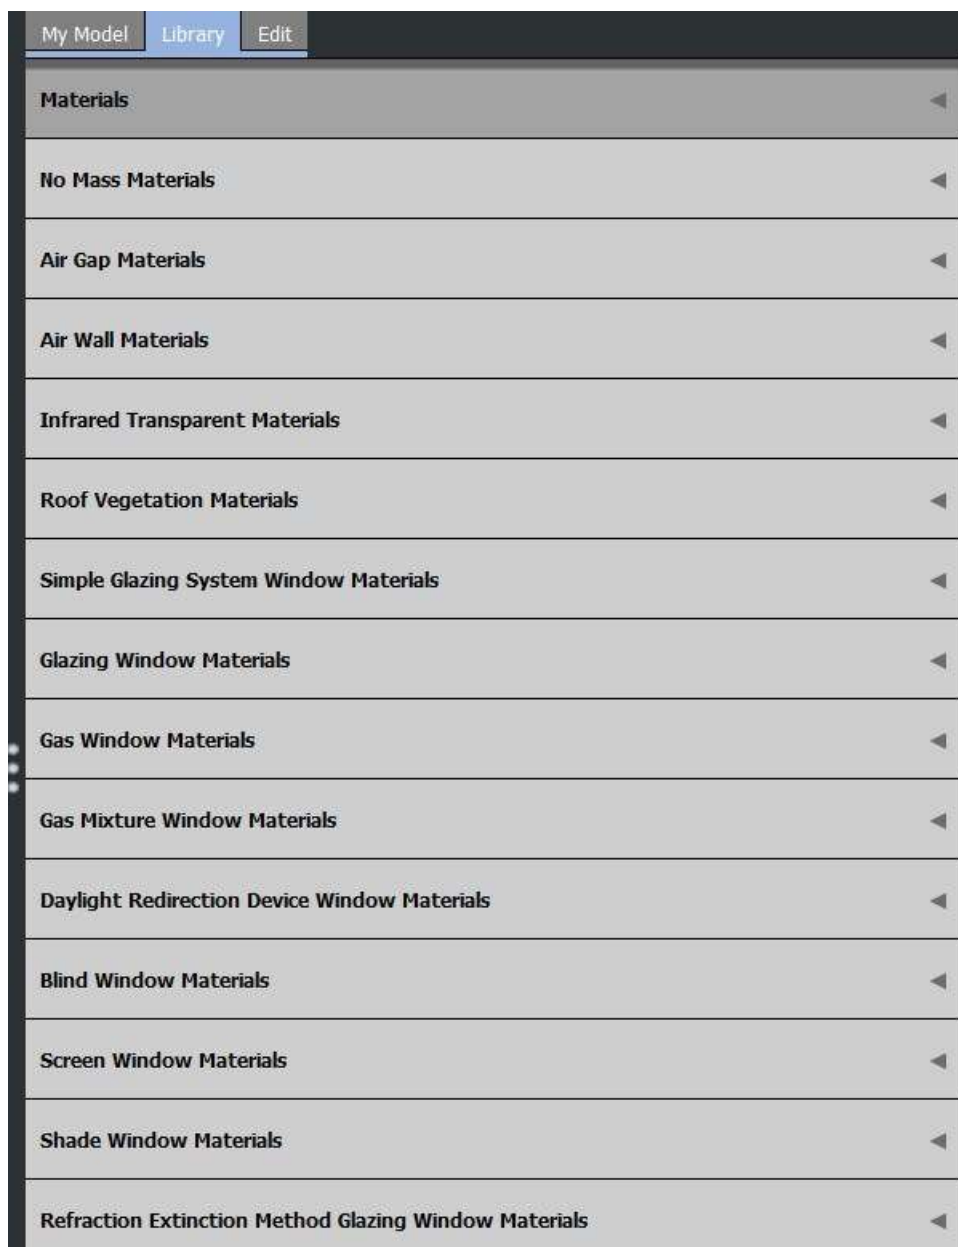 My Model Library Edit
Materials
No Mass Materials
Air Gap Materials
Air Wall Materials
Infrared Transparent Materials
Roof Vegetation Materials
Simple Glazing System Window Materials
Glazing Window Materials
Gas Window Materials
Gas Mixture Window Materials
Daylight Redirection Device Window Materials
Blind Window Materials
Screen Window Materials
Shade Window Materials
Refraction Extinction Method Glazing Window Materials